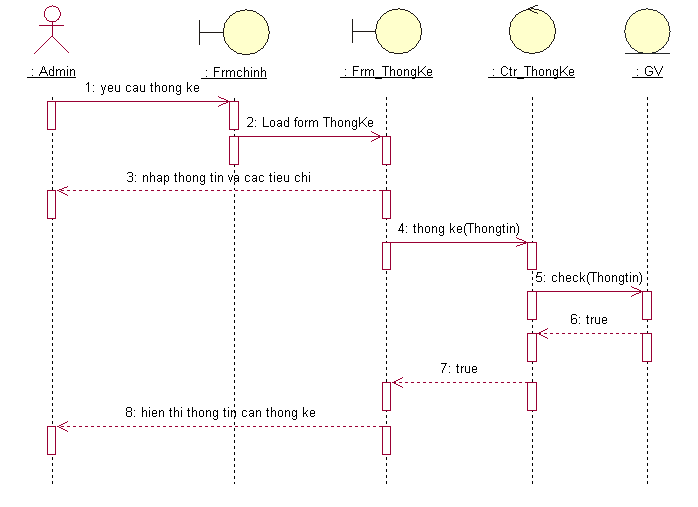 : Admin
: Frmchinh
: Frm_ThongKe
: Ctr_ThongKe
: GV
1: yeu cau thong ke
2: Load form ThongKe
3: nhap thong tin va cac tieu chi
4: thong ke(Thongtin)
5: check(Thongtin)
6: true
7: true
8: hien thi thong tin can thong ke